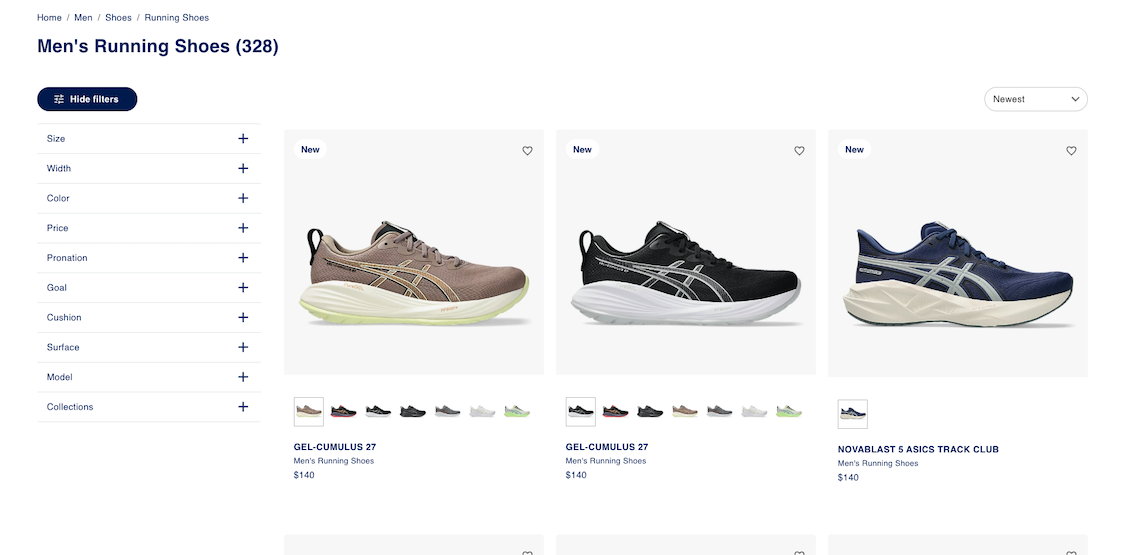 Home / Men / Shoes / Running Shoes
Men's Running Shoes (328)
Hide filters
Newest
Size
Width
Color
Price
Pronation
Goal
Cushion
Surface
Model
Collections
New
New
New
GEL-CUMULUS 27
Men's Running Shoes
$140
GEL-CUMULUS 27
Men's Running Shoes
$140
NOVABLAST 5 ASICS TRACK CLUB
Men's Running Shoes
$140